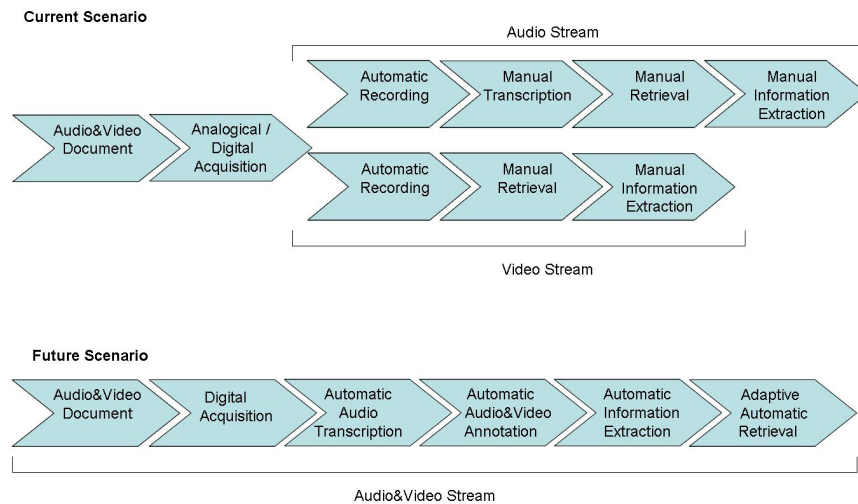 Current Scenario
Audio Stream
Automatic
Recording
Manual
Transcription
Manual
Retrieval
Manual
Information
Extraction
Audio&Video
Document
Analogical /
Digital
Acquisition
Automatic
Recording
Manual
Retrieval
Manual
Information
Extraction
Video Stream
Future Scenario
Audio&Video
Document
Digital
Acquisition
Automatic
Audio
Transcription
Automatic
Audio&Video
Annotation
Automatic
Information
Extraction
Adaptive
Automatic
Retrieval
Audio&Video Stream